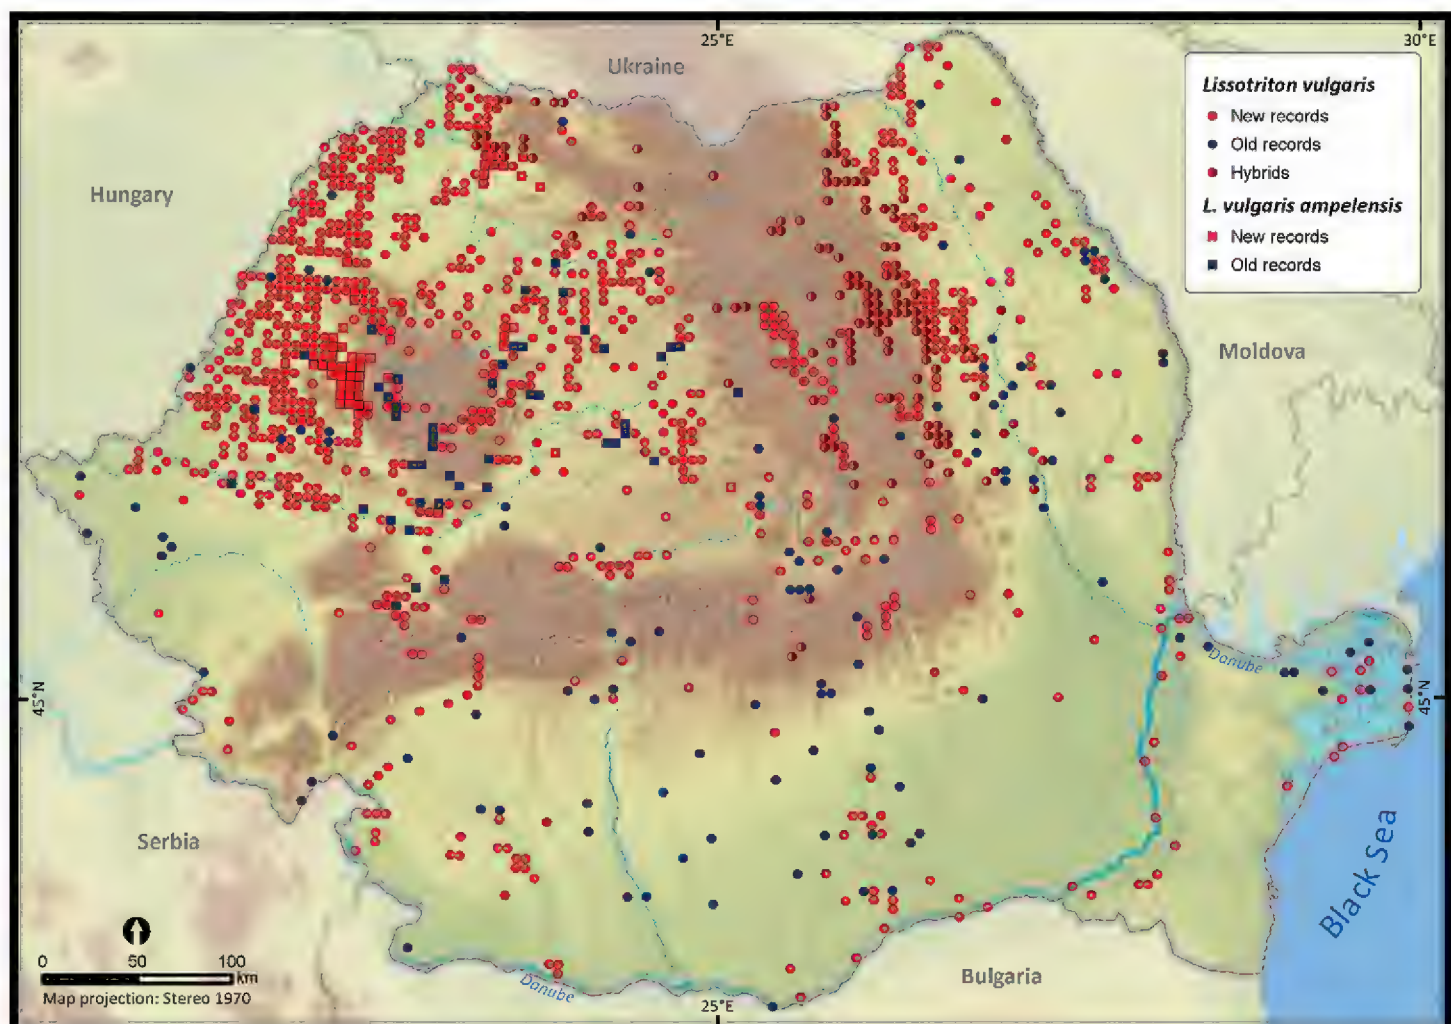 25°E
30°E
Ukraine
Lissotriton vulgaris
New records
Old records
Hybrids
L. vulgaris ampelensis
New records
Old records
Hungary
Moldova
Danube
45°N
45°N
Serbia
Black Sea
0 50 100
km
Map projection: Stereo 1970
Danube
25°E
Bulgaria